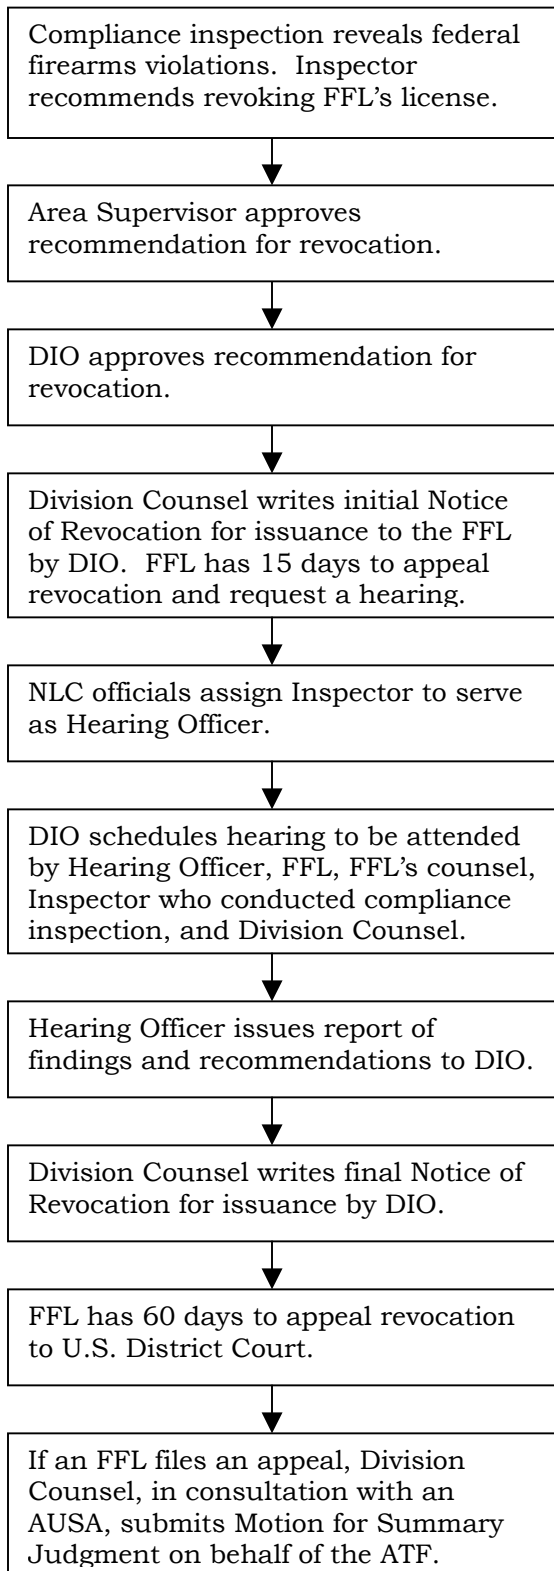 Compliance inspection reveals federal
firearms violations.  Inspector
recommends revoking FFL’s license.
Area Supervisor approves
recommendation for revocation.
DIO approves recommendation for
revocation.
Division Counsel writes initial Notice
of Revocation for issuance to the FFL
by DIO.  FFL has 15 days to appeal
revocation and request a hearing.
NLC officials assign Inspector to serve
as Hearing Officer.
DIO schedules hearing to be attended
by Hearing Officer, FFL, FFL’s counsel,
Inspector who conducted compliance
inspection, and Division Counsel.
Hearing Officer issues report of
findings and recommendations to DIO.
Division Counsel writes final Notice of
Revocation for issuance by DIO.
FFL has 60 days to appeal revocation
to U.S. District Court.
If an FFL files an appeal, Division
Counsel, in consultation with an
AUSA, submits Motion for Summary
Judgment on behalf of the ATF.